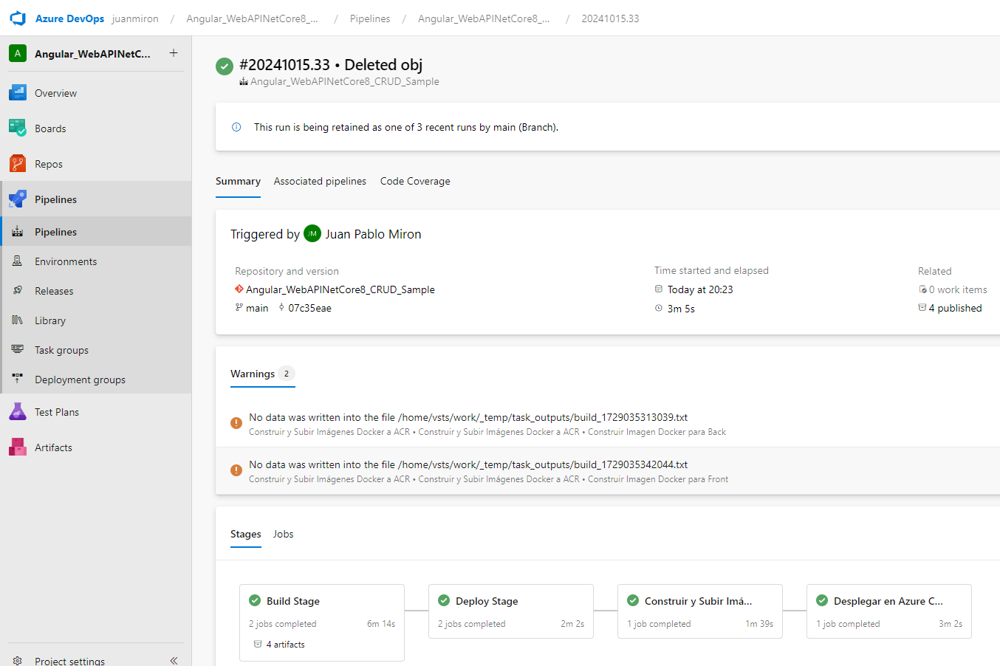 Azure DevOps juanmiron / Angular_WebAPINetCore8_... / Pipelines / Angular_WebAPINetCore8_... / 20241015.33
A Angular_WebAPINetC... +
Overview
Boards
Repos
Pipelines
Pipelines
Environments
Releases
Library
Task groups
Deployment groups
Test Plans
Artifacts
Project settings
#20241015.33 • Deleted obj
Angular_WebAPINetCore8_CRUD_Sample
This run is being retained as one of 3 recent runs by main (Branch).
Summary Associated pipelines Code Coverage
Triggered by JM Juan Pablo Miron
Repository and version
Angular_WebAPINetCore8_CRUD_Sample
main 07c35eae
Time started and elapsed
Today at 20:23
3m 5s
Related
0 work items
4 published
Warnings 2
No data was written into the file /home/vsts/work/_temp/task_outputs/build_1729035313039.txt
Construir y Subir Imágenes Docker a ACR • Construir y Subir Imágenes Docker a ACR • Construir Imagen Docker para Back
No data was written into the file /home/vsts/work/_temp/task_outputs/build_1729035342044.txt
Construir y Subir Imágenes Docker a ACR • Construir y Subir Imágenes Docker a ACR • Construir Imagen Docker para Front
Stages Jobs
Build Stage
2 jobs completed 6m 14s
4 artifacts
Deploy Stage
2 jobs completed 2m 2s
Construir y Subir Imá...
1 job completed 1m 39s
Desplegar en Azure C...
1 job completed 3m 2s